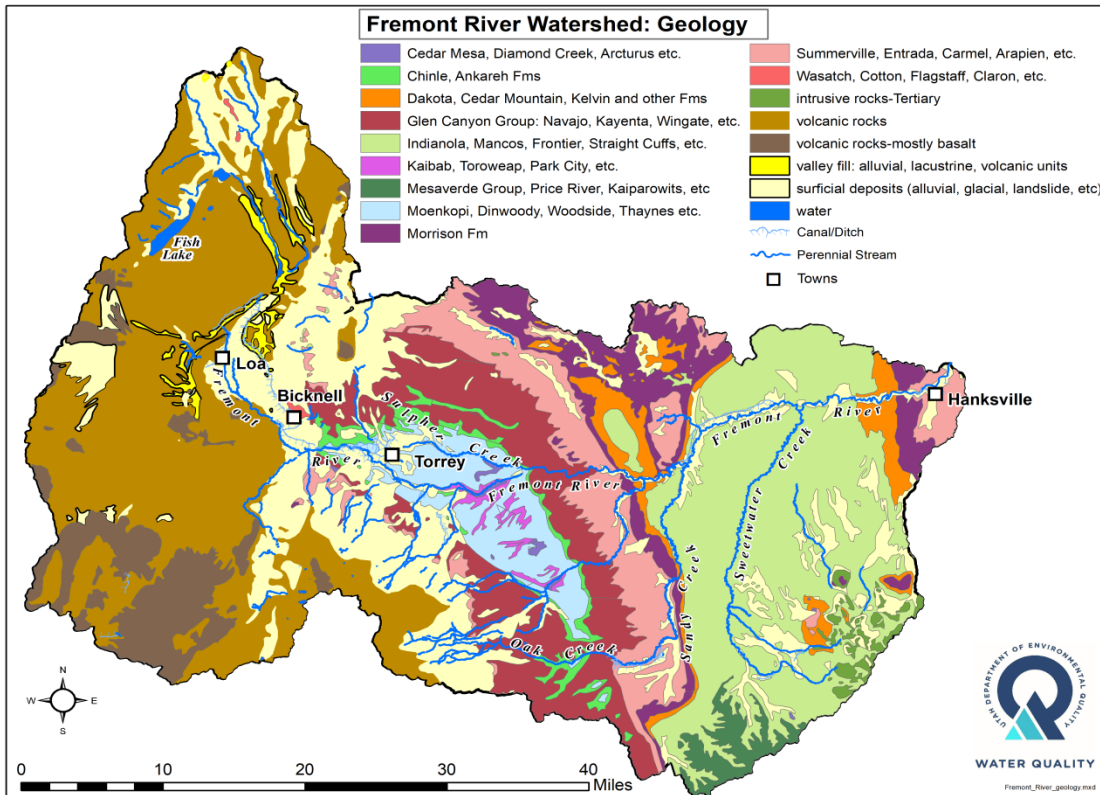 Fremont River Watershed: Geology
Cedar Mesa, Diamond Creek, Arcturus etc.
Chinle, Ankareh Fms
Dakota, Cedar Mountain, Kelvin and other Fms
Glen Canyon Group: Navajo, Kayenta, Wingate, etc.
Indianola, Mancos, Frontier, Straight Cuffs, etc.
Kaibab, Toroweap, Park City, etc.
Mesaverde Group, Price River, Kaiparowits, etc
Moenkopi, Dinwoody, Woodside, Thaynes etc.
Morrison Fm
Summerville, Entrada, Carmel, Arapien, etc.
Wasatch, Cotton, Flagstaff, Claron, etc.
intrusive rocks-Tertiary
volcanic rocks
volcanic rocks-mostly basalt
valley fill: alluvial, lacustrine, volcanic units
surficial deposits (alluvial, glacial, landslide, etc)
water
Canal/Ditch
Perennial Stream
Towns
Fish
Lake
Loa
Fremont
Bicknell
River
Sulpher Creek
Torrey
Fremont River
Fremont River
Hanksville
Sweetwater Creek
Sandy Creek
Oak Creek
N
W E
S
0 10 20 30 40
Miles
UTAH DEPARTMENT OF ENVIRONMENTAL QUALITY
WATER QUALITY
Fremont_River_geology.mxd